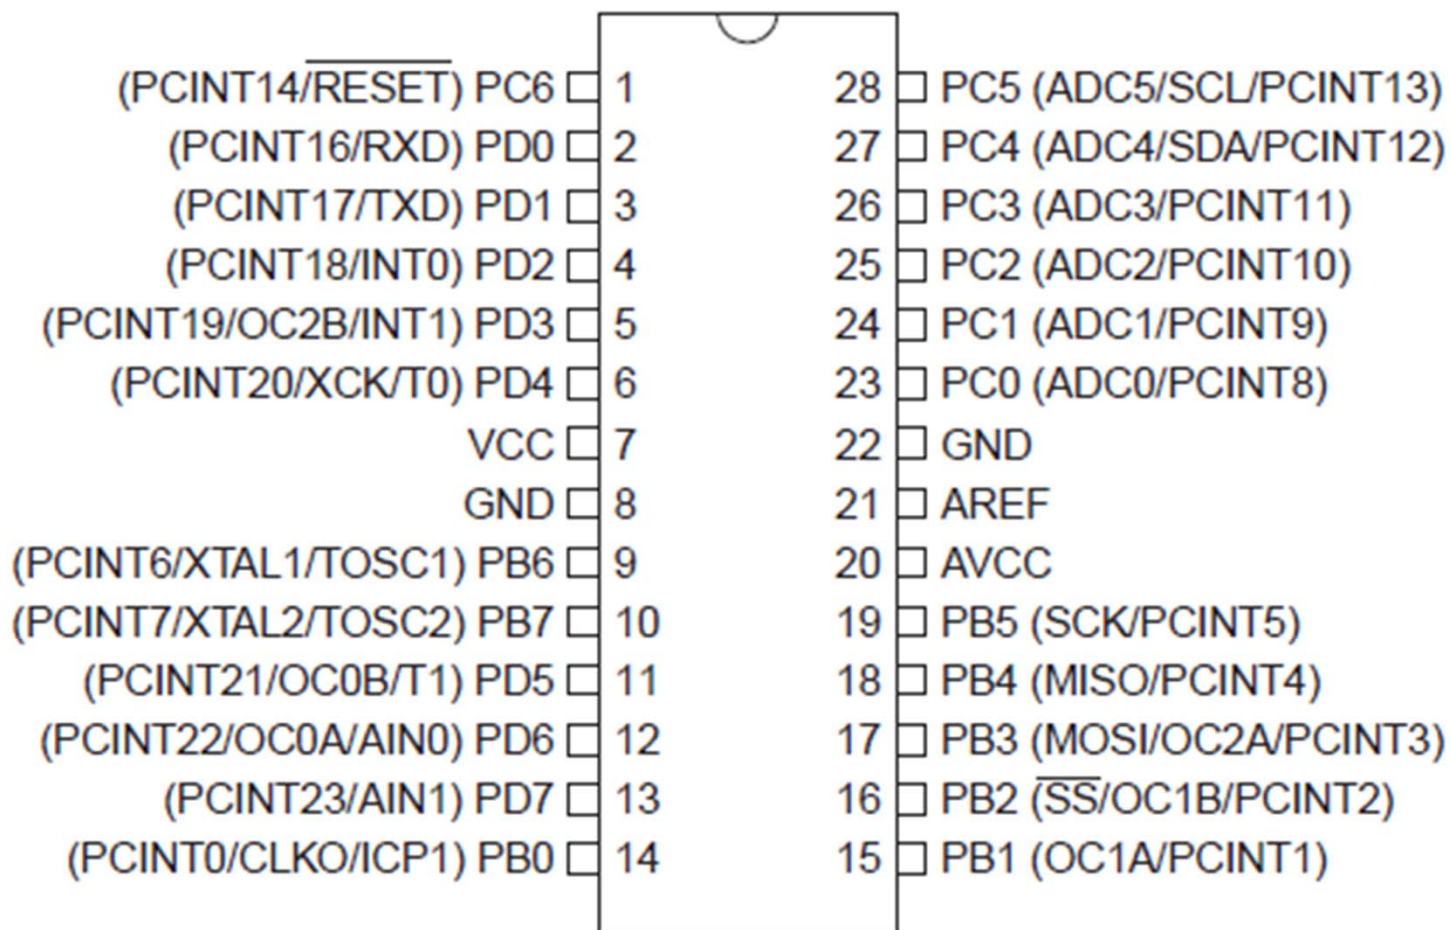 (PCINT14/RESET) PC6 1 28 PC5 (ADC5/SCL/PCINT13)
(PCINT16/RXD) PD0 2 27 PC4 (ADC4/SDA/PCINT12)
(PCINT17/TXD) PD1 3 26 PC3 (ADC3/PCINT11)
(PCINT18/INT0) PD2 4 25 PC2 (ADC2/PCINT10)
(PCINT19/OC2B/INT1) PD3 5 24 PC1 (ADC1/PCINT9)
(PCINT20/XCK/T0) PD4 6 23 PC0 (ADC0/PCINT8)
VCC 7 22 GND
GND 8 21 AREF
(PCINT6/XTAL1/TOSC1) PB6 9 20 AVCC
(PCINT7/XTAL2/TOSC2) PB7 10 19 PB5 (SCK/PCINT5)
(PCINT21/OC0B/T1) PD5 11 18 PB4 (MISO/PCINT4)
(PCINT22/OC0A/AIN0) PD6 12 17 PB3 (MOSI/OC2A/PCINT3)
(PCINT23/AIN1) PD7 13 16 PB2 (SS/OC1B/PCINT2)
(PCINT0/CLKO/ICP1) PB0 14 15 PB1 (OC1A/PCINT1)